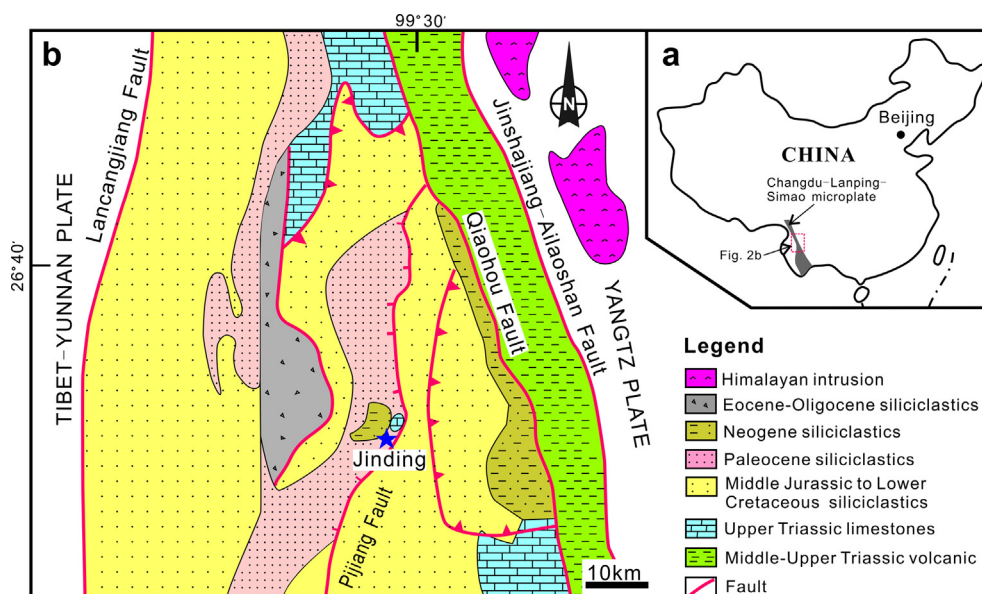 99°30′
b
26°40′
TIBET-YUNNAN PLATE
Lancangjiang Fault
Jinshajiang-Ailaoshan Fault
Qiaohou Fault
YANGTZ PLATE
N
Jinding
Pijiang Fault
10km
a
Beijing
CHINA
Changdu-Lanping-
Simao microplate
Fig. 2b
Legend
Himalayan intrusion
Eocene-Oligocene siliciclastics
Neogene siliciclastics
Paleocene siliciclastics
Middle Jurassic to Lower
Cretaceous siliciclastics
Upper Triassic limestones
Middle-Upper Triassic volcanic
Fault